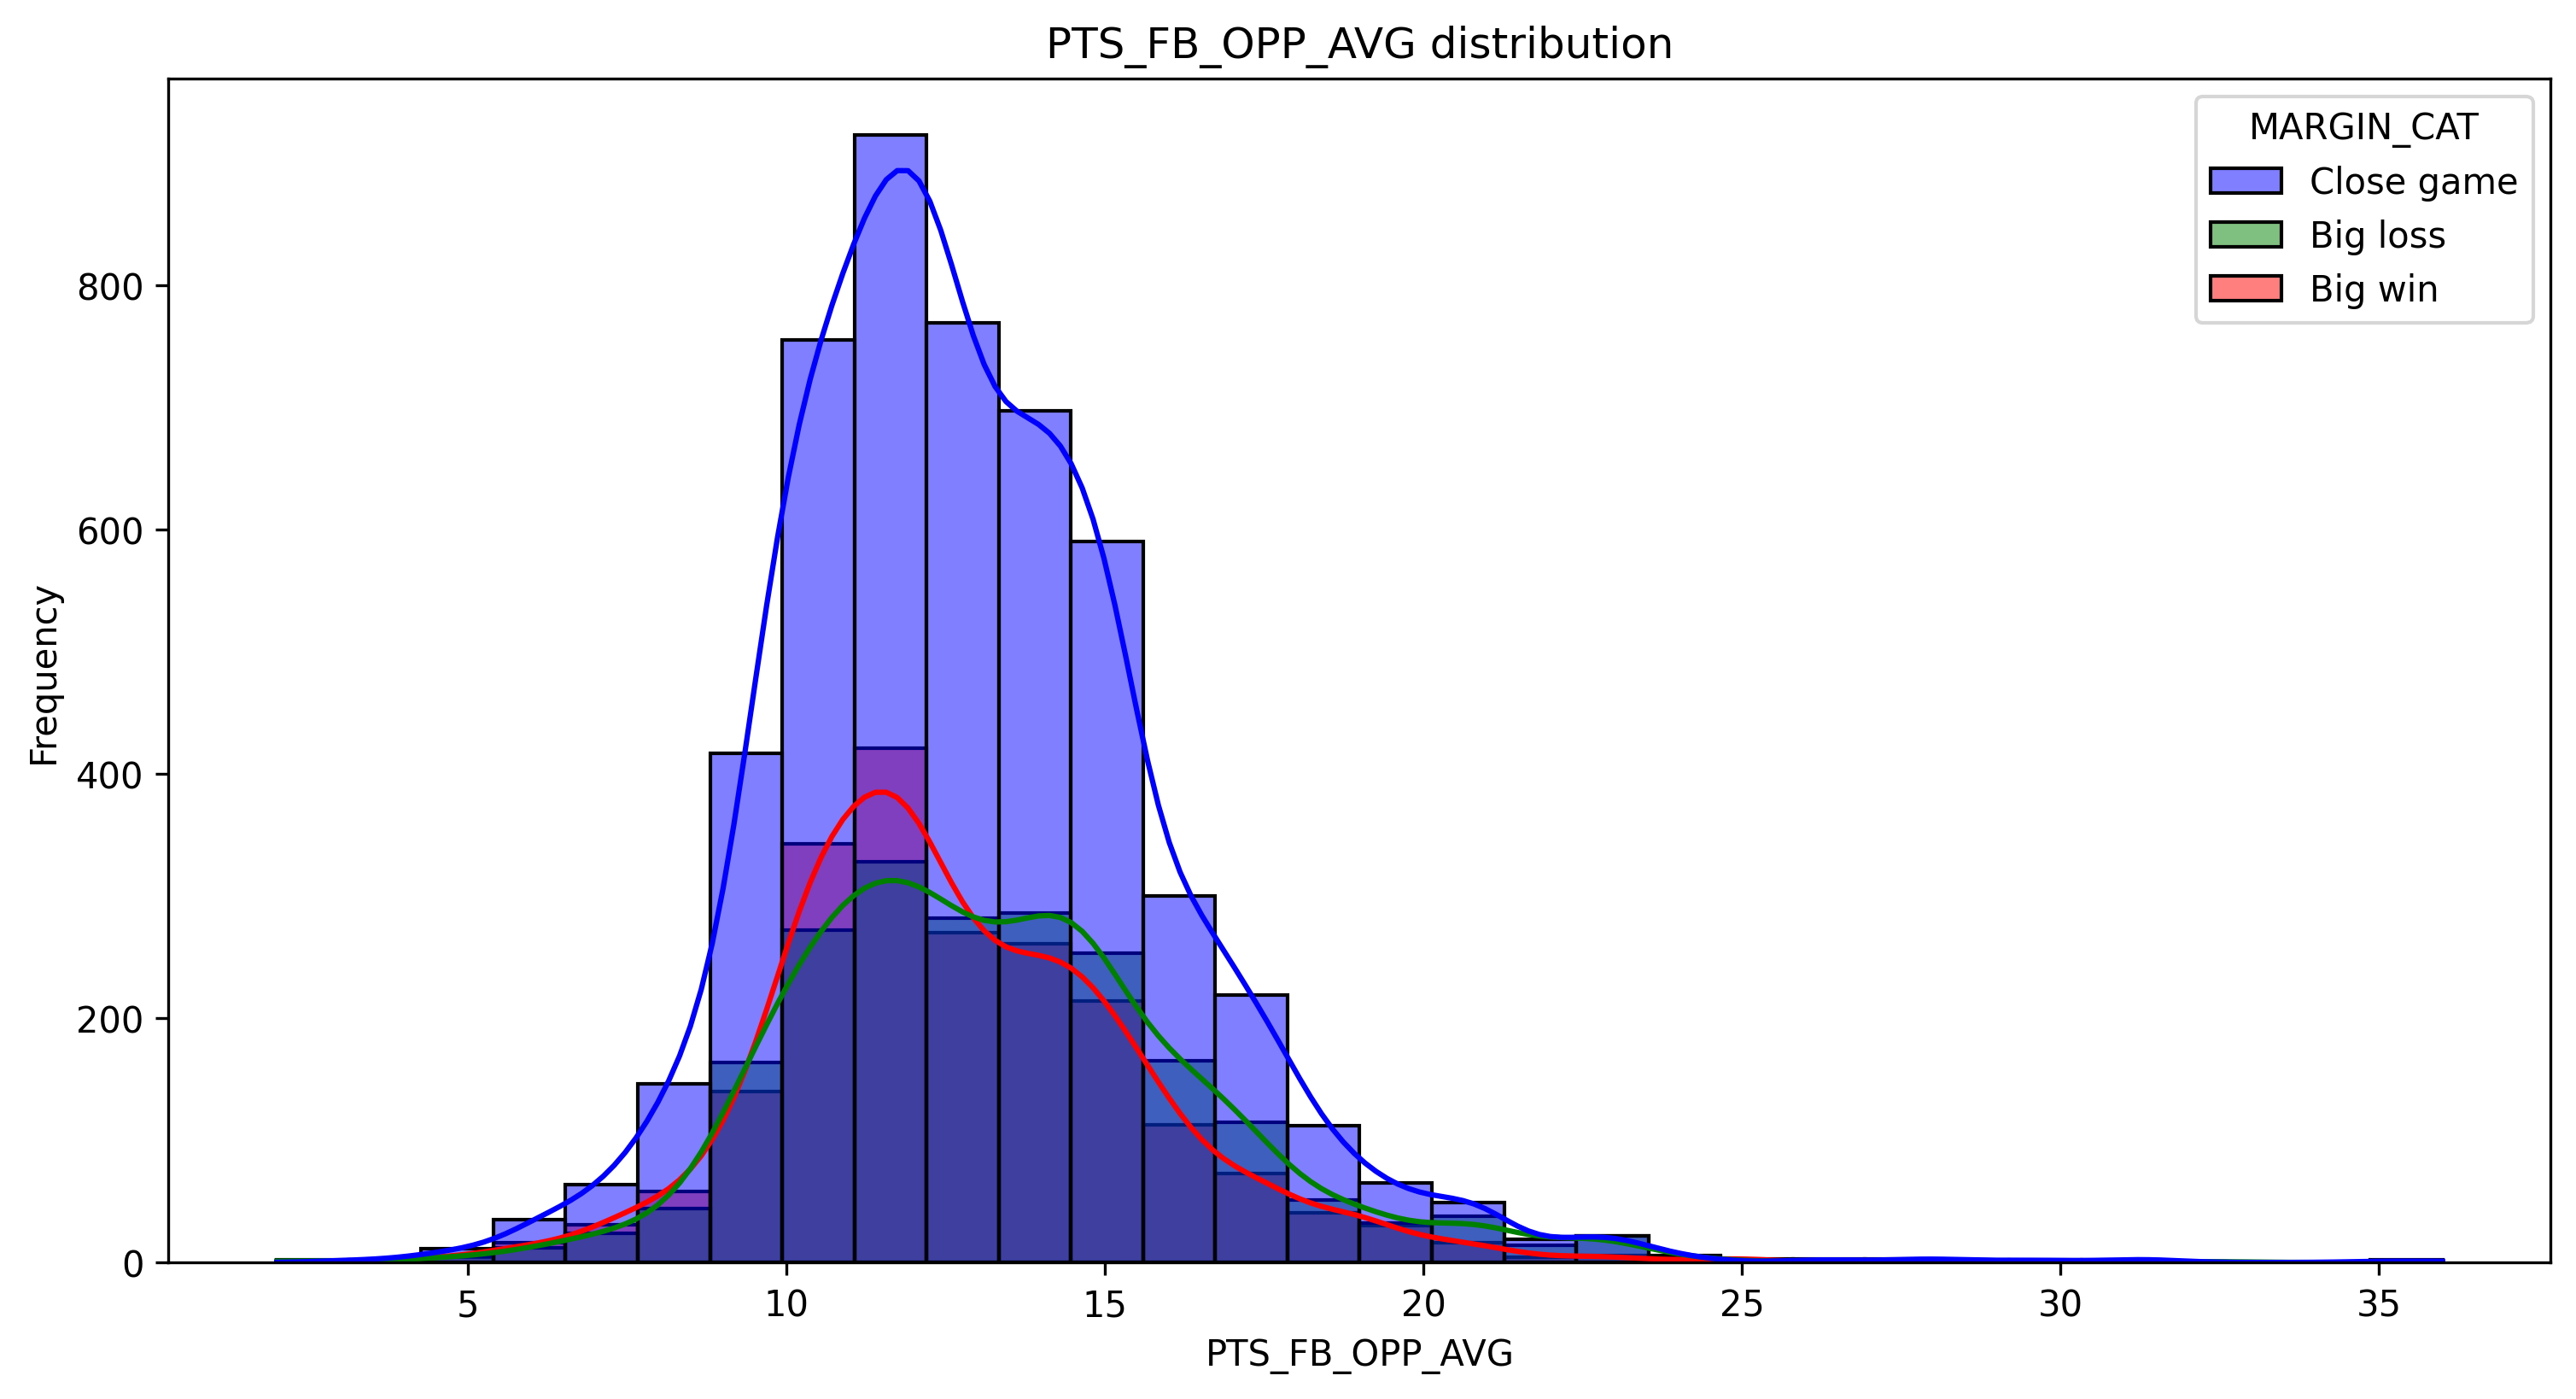 PTS_FB_OPP_AVG distribution
MARGIN_CAT
Close game
Big loss
Big win
Frequency
800
600
400
200
0
5 10 15 20 25 30 35
PTS_FB_OPP_AVG